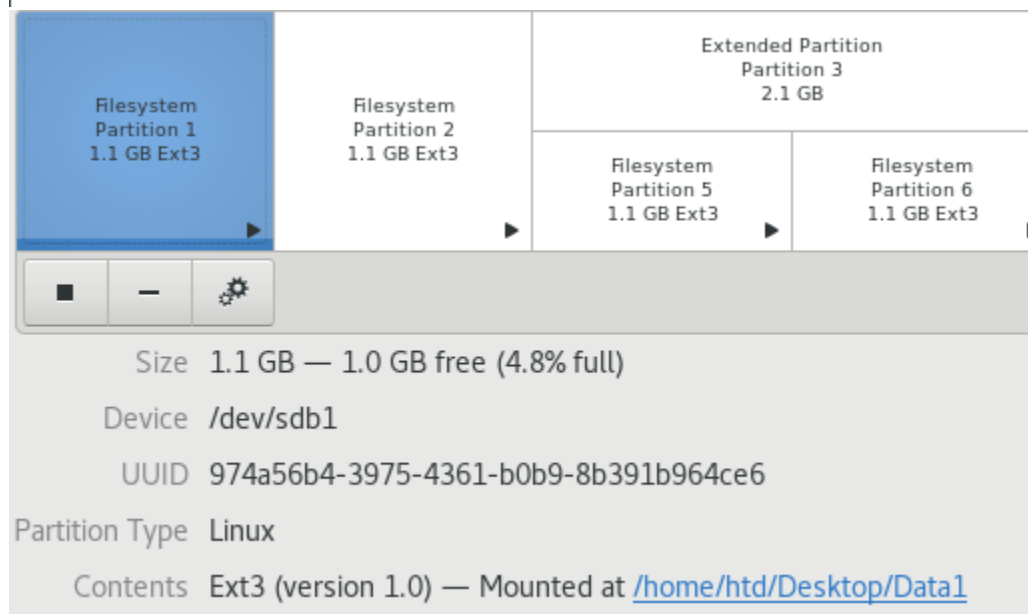 Filesystem
Partition 1
1.1 GB Ext3
Filesystem
Partition 2
1.1 GB Ext3
Extended Partition
Partition 3
2.1 GB
Filesystem
Partition 5
1.1 GB Ext3
Filesystem
Partition 6
1.1 GB Ext3
Size 1.1 GB — 1.0 GB free (4.8% full)
Device /dev/sdb1
UUID 974a56b4-3975-4361-b0b9-8b391b964ce6
Partition Type Linux
Contents Ext3 (version 1.0) — Mounted at /home/htd/Desktop/Data1